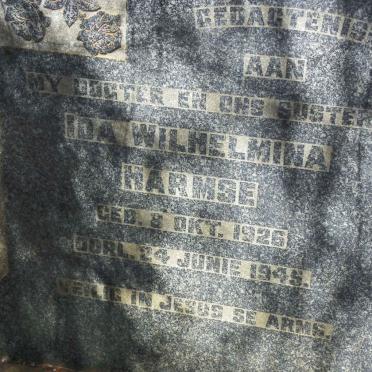 GEDAGTENIS
AAN
MY DOGTER EN ONS SUSTER
IDA WILHELMINA
HARMSE
GEB. 8 OKT. 1926
OORL. 24 JUNIE 1945.
VEILIG IN JESUS SE ARMS.